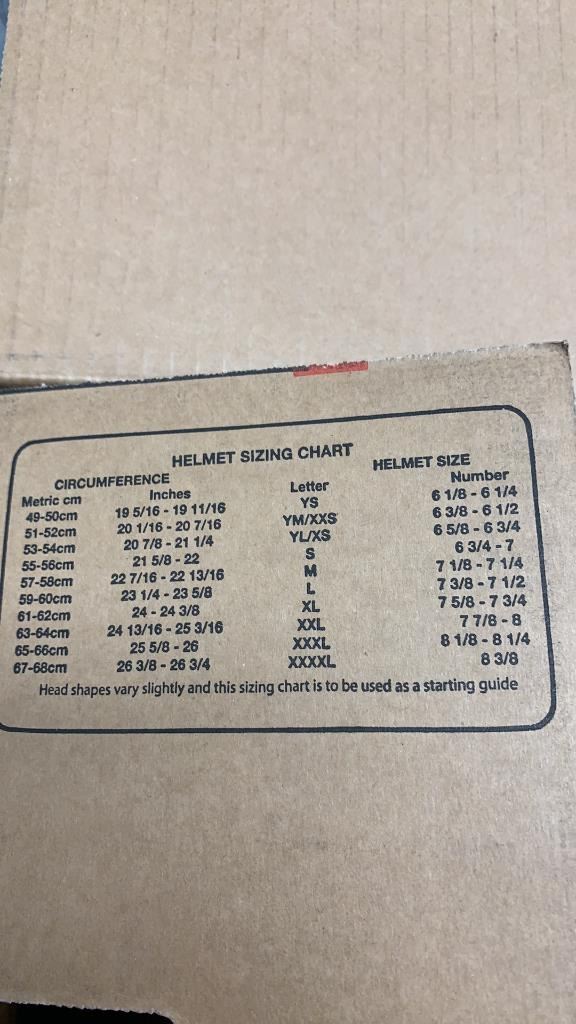 HELMET SIZING CHART
CIRCUMFERENCE HELMET SIZE
Metric cm Inches Letter Number
49-50cm 19 5/16 - 19 11/16 YS 6 1/8 - 6 1/4
51-52cm 20 1/16 - 20 7/16 YM/XXS 6 3/8 - 6 1/2
53-54cm 20 7/8 - 21 1/4 YL/XS 6 5/8 - 6 3/4
55-56cm 21 5/8 - 22 S 6 3/4 - 7
57-58cm 22 7/16 - 22 13/16 M 7 1/8 - 7 1/4
59-60cm 23 1/4 - 23 5/8 L 7 3/8 - 7 1/2
61-62cm 24 - 24 3/8 XL 7 5/8 - 7 3/4
63-64cm 24 13/16 - 25 3/16 XXL 7 7/8 - 8
65-66cm 25 5/8 - 26 XXXL 8 1/8 - 8 1/4
67-68cm 26 3/8 - 26 3/4 XXXXL 8 3/8
Head shapes vary slightly and this sizing chart is to be used as a starting guide